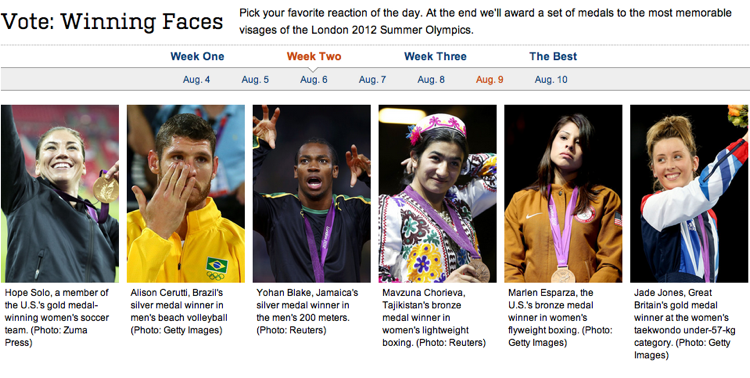 Vote: Winning Faces
Pick your favorite reaction of the day. At the end we'll award a set of medals to the most memorable
visages of the London 2012 Summer Olympics.
Week One
Week Two
Week Three
The Best
Aug. 4
Aug. 5
Aug. 6
Aug. 7
Aug. 8
Aug. 9
Aug. 10
Hope Solo, a member of
the U.S.'s gold medal-
winning women's soccer
team. (Photo: Zuma
Press)
Alison Cerutti, Brazil's
silver medal winner in
men's beach volleyball
(Photo: Getty Images)
Yohan Blake, Jamaica's
silver medal winner in
the men's 200 meters.
(Photo: Reuters)
Mavzuna Chorieva,
Tajikistan's bronze
medal winner in
women's lightweight
boxing. (Photo: Reuters)
Marlen Esparza, the
U.S.'s bronze medal
winner in women's
flyweight boxing. (Photo:
Getty Images)
Jade Jones, Great
Britain's gold medal
winner at the women's
taekwondo under-57-kg
category. (Photo: Getty
Images)